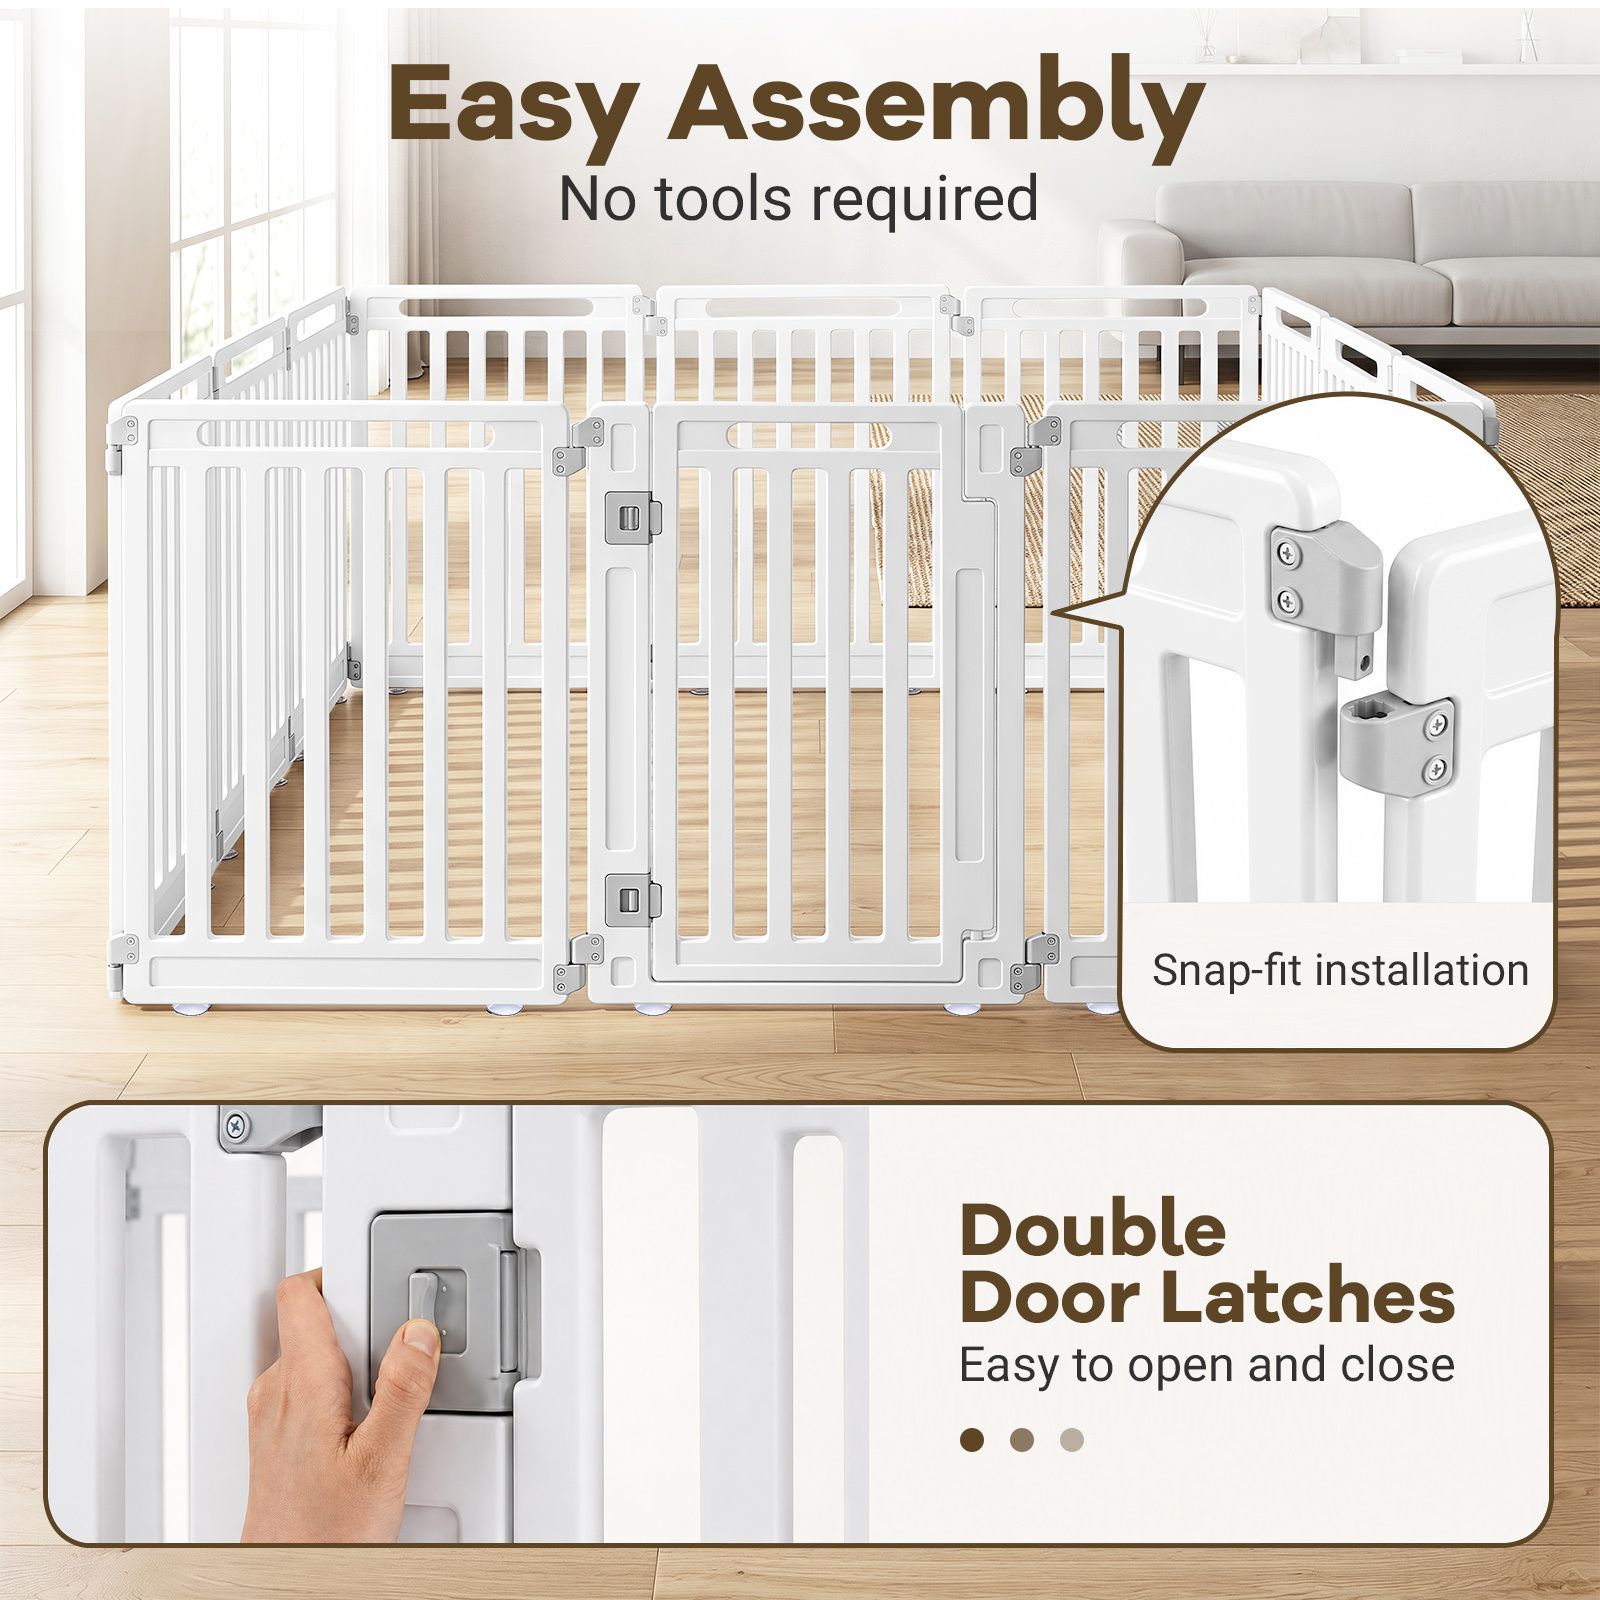 Easy Assembly
No tools required
Snap-fit installation
Double
Door Latches
Easy to open and close